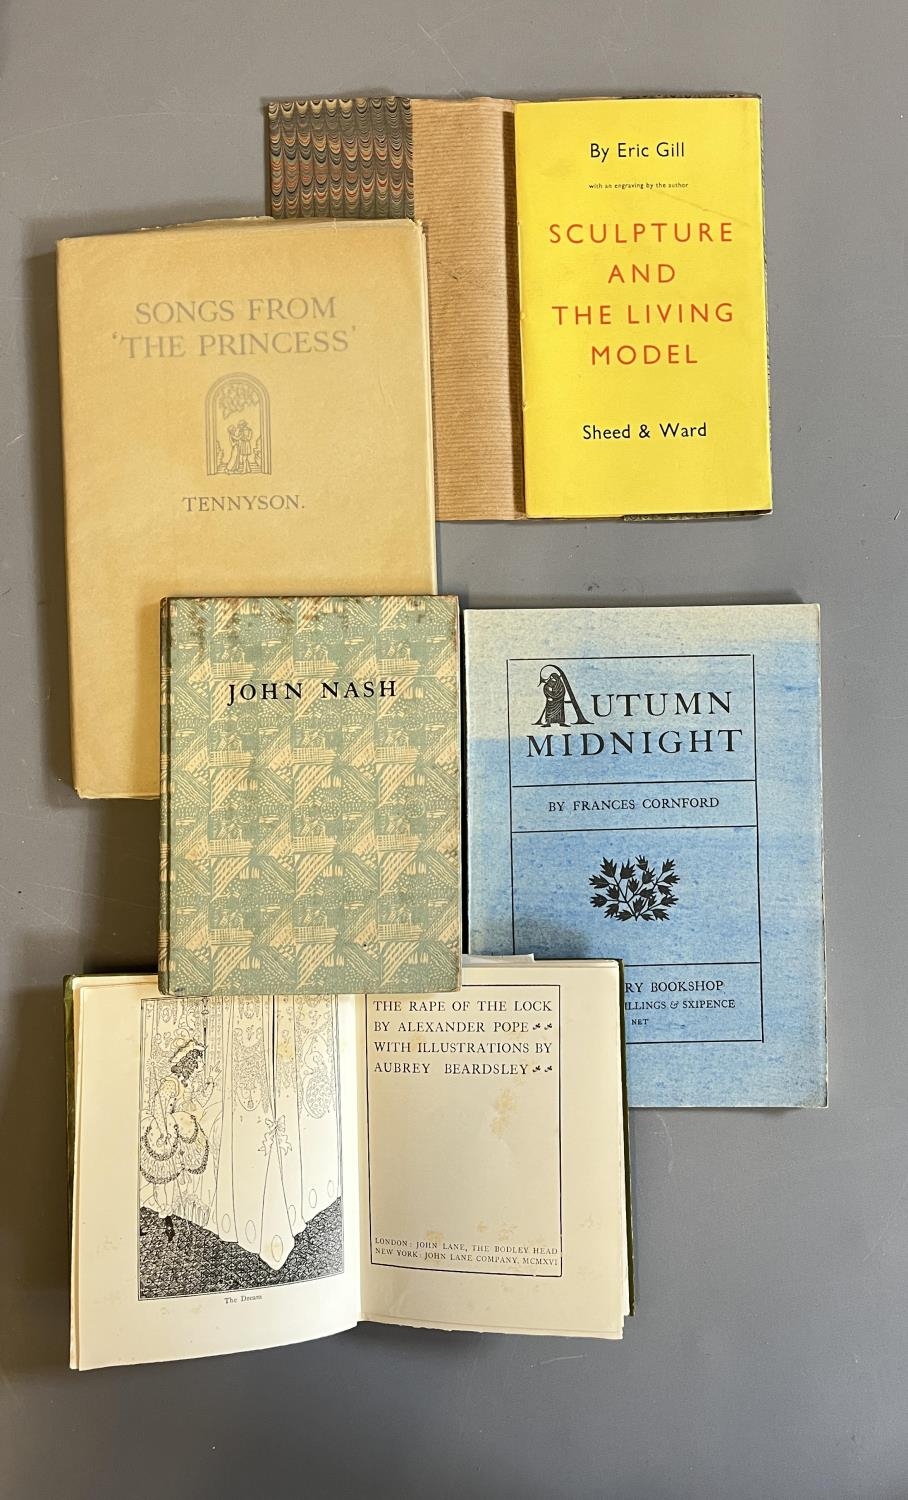 By Eric Gill
with an engraving by the author
SCULPTURE
AND
THE LIVING
MODEL
Sheed & Ward
SONGS FROM
'THE PRINCESS'
TENNYSON.
JOHN NASH
AUTUMN
MIDNIGHT
BY FRANCES CORNFORD
RY BOOKSHOP
ILLINGS & SIXPENCE
NET
THE RAPE OF THE LOCK
BY ALEXANDER POPE
WITH ILLUSTRATIONS BY
AUBREY BEARDSLEY
LONDON: JOHN LANE, THE BODLEY HEAD
NEW YORK: JOHN LANE COMPANY, MCMXVI
The Dream